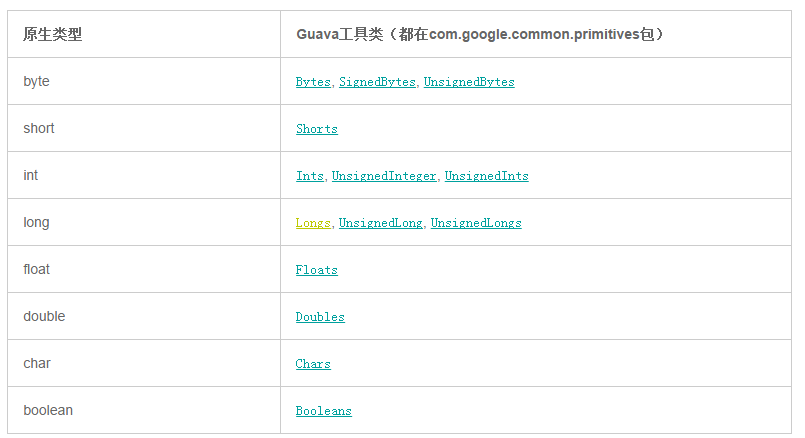 原生类型 Guava工具类（都在com.google.common.primitives包）
byte Bytes, SignedBytes, UnsignedBytes
short Shorts
int Ints, UnsignedInteger, UnsignedInts
long Longs, UnsignedLong, UnsignedLongs
float Floats
double Doubles
char Chars
boolean Booleans